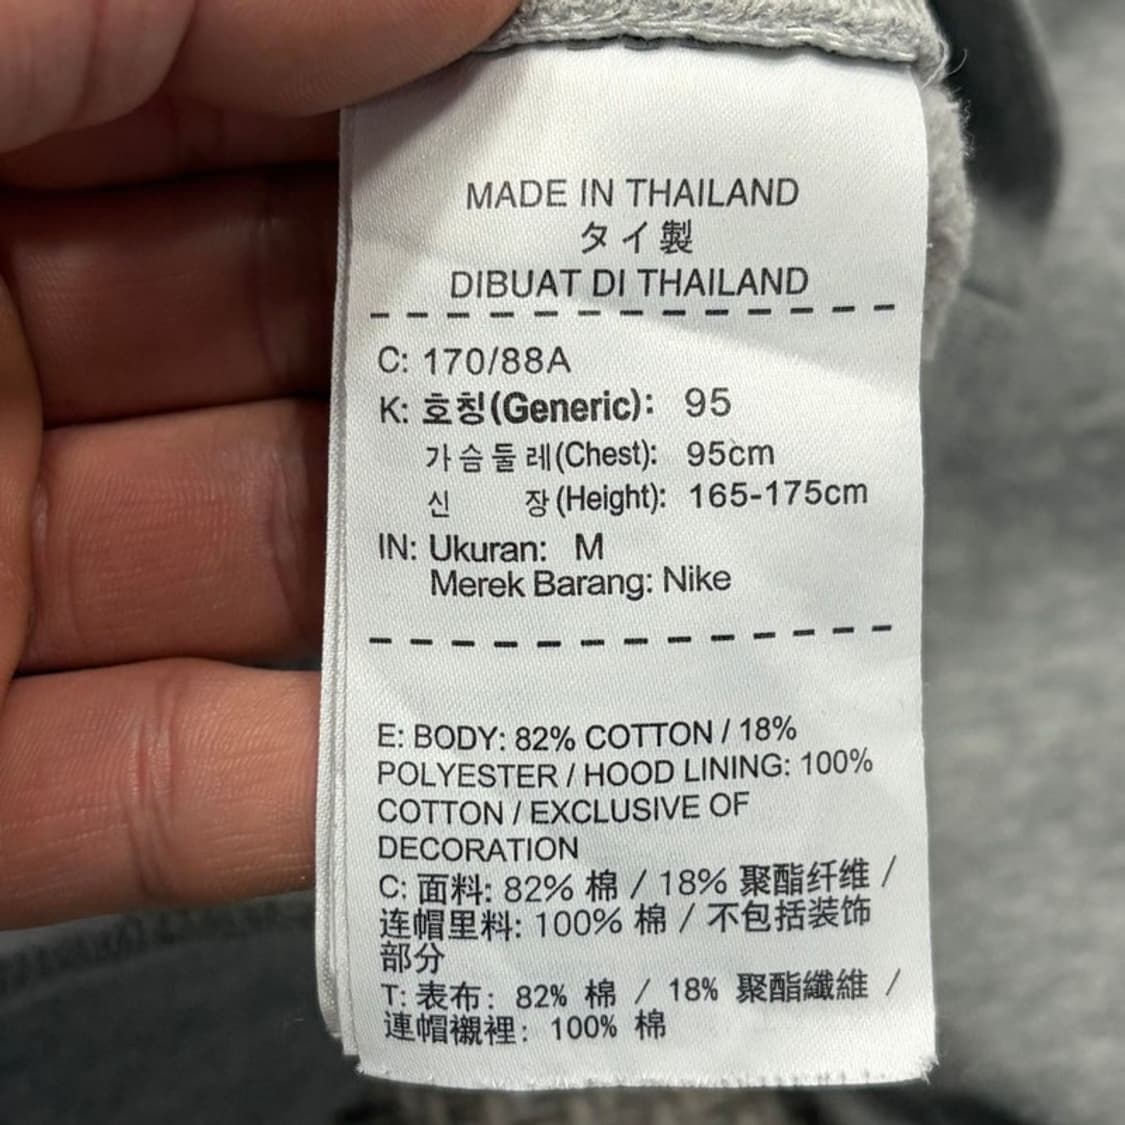 MADE IN THAILAND
タイ製
DIBUAT DI THAILAND
C: 170/88A
K: 호칭(Generic): 95
가슴둘레(Chest): 95cm
신 장(Height): 165-175cm
IN: Ukuran: M
Merek Barang: Nike
E: BODY: 82% COTTON / 18%
POLYESTER / HOOD LINING: 100%
COTTON / EXCLUSIVE OF
DECORATION
C: 面料: 82% 棉 / 18% 聚酯纤维 /
连帽里料: 100% 棉 / 不包括装饰
部分
T: 表布: 82% 棉 / 18% 聚酯纖維 /
連帽襯裡: 100% 棉